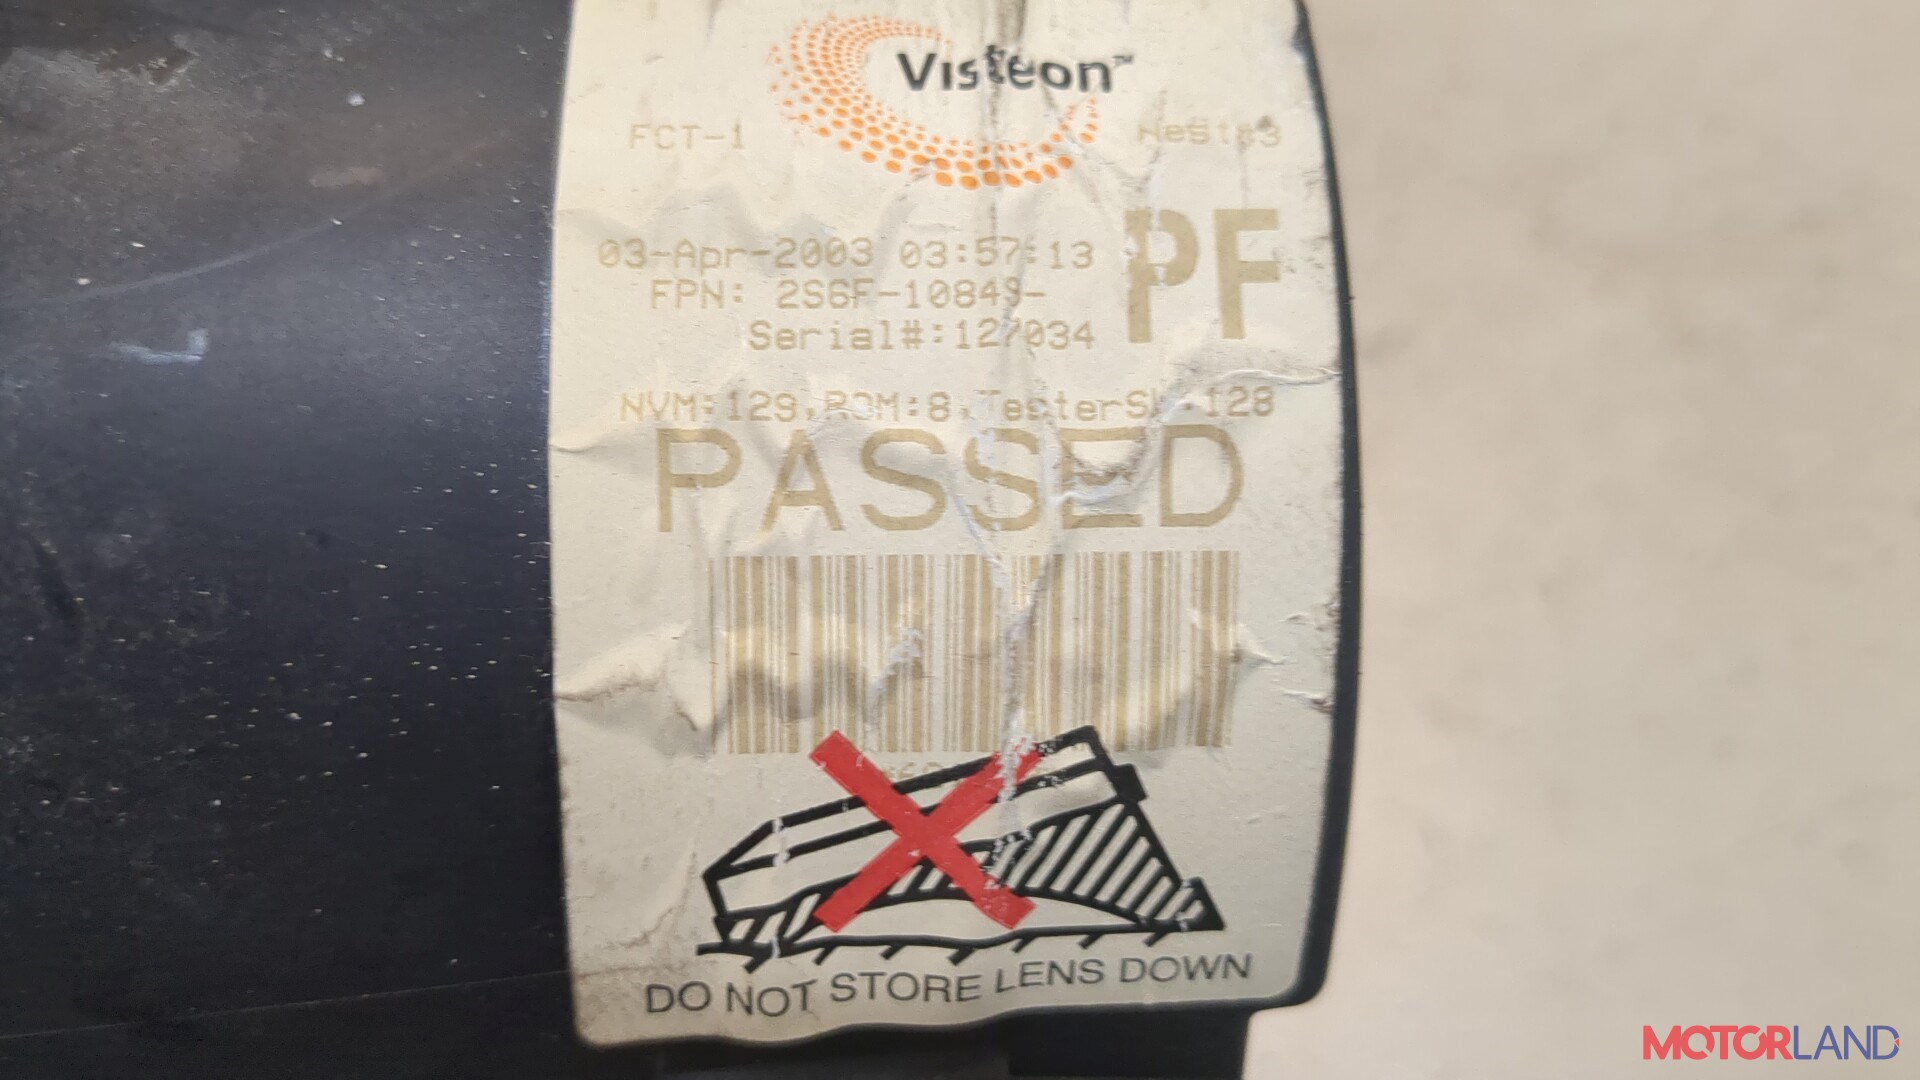 Visteon™
FCT-1
Nest#3
03-Apr-2003 03:57:13
PF
FPN: 2S6F-10849-
Serial#:127034
NVM:129,ROM:8,TesterSW:128
PASSED
DO NOT STORE LENS DOWN
MOTORLAND